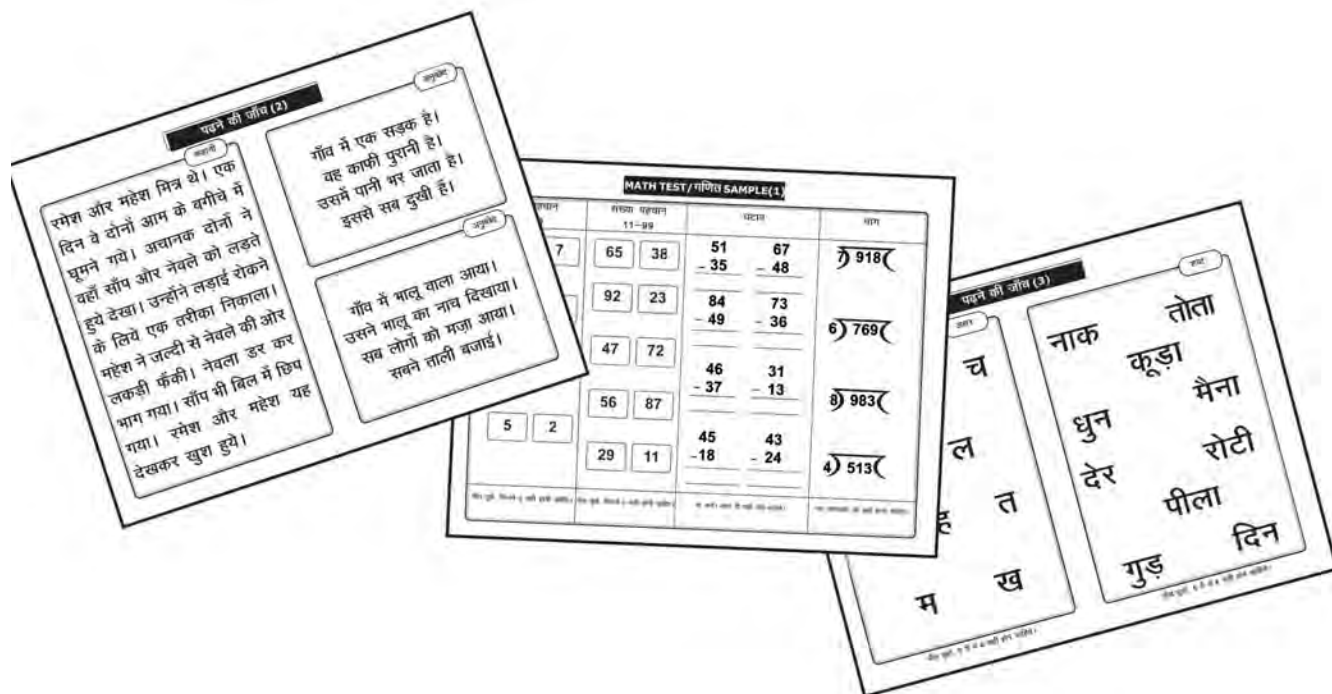 पढ़ने की जाँच (2)
कहानी
रमेश और महेश मित्र थे। एक
दिन वे दोनों आम के बगीचे में
घूमने गये। अचानक दोनों ने
वहाँ साँप और नेवले को लड़ते
हुये देखा। उन्होंने लड़ाई रोकने
के लिये एक तरीका निकाला।
महेश ने जल्दी से नेवले की ओर
लकड़ी फेंकी। नेवला डर कर
भाग गया। साँप भी बिल में छिप
गया। रमेश और महेश यह
देखकर खुश हुये।
अनुच्छेद
गाँव में एक सड़क है।
वह काफी पुरानी है।
उसमें पानी भर जाता है।
इससे सब दुखी हैं।
अनुच्छेद
गाँव में भालू वाला आया।
उसने भालू का नाच दिखाया।
सब लोगों को मज़ा आया।
सबने ताली बजाई।
MATH TEST/गणित SAMPLE(1)
संख्या पहचान
11–99
घटाव
भाग
7
5 2
65 38
92 23
47 72
56 87
29 11
51 67
– 35 – 48
84 73
– 49 – 36
46 31
– 37 – 13
45 43
–18 – 24
7) 918(
6) 769(
8) 983(
4) 513(
पढ़ने की जाँच (3)
अक्षर
च
ल
त
म ख
शब्द
नाक तोता
कूड़ा
धुन मैना
देर रोटी
पीला
गुड़ दिन